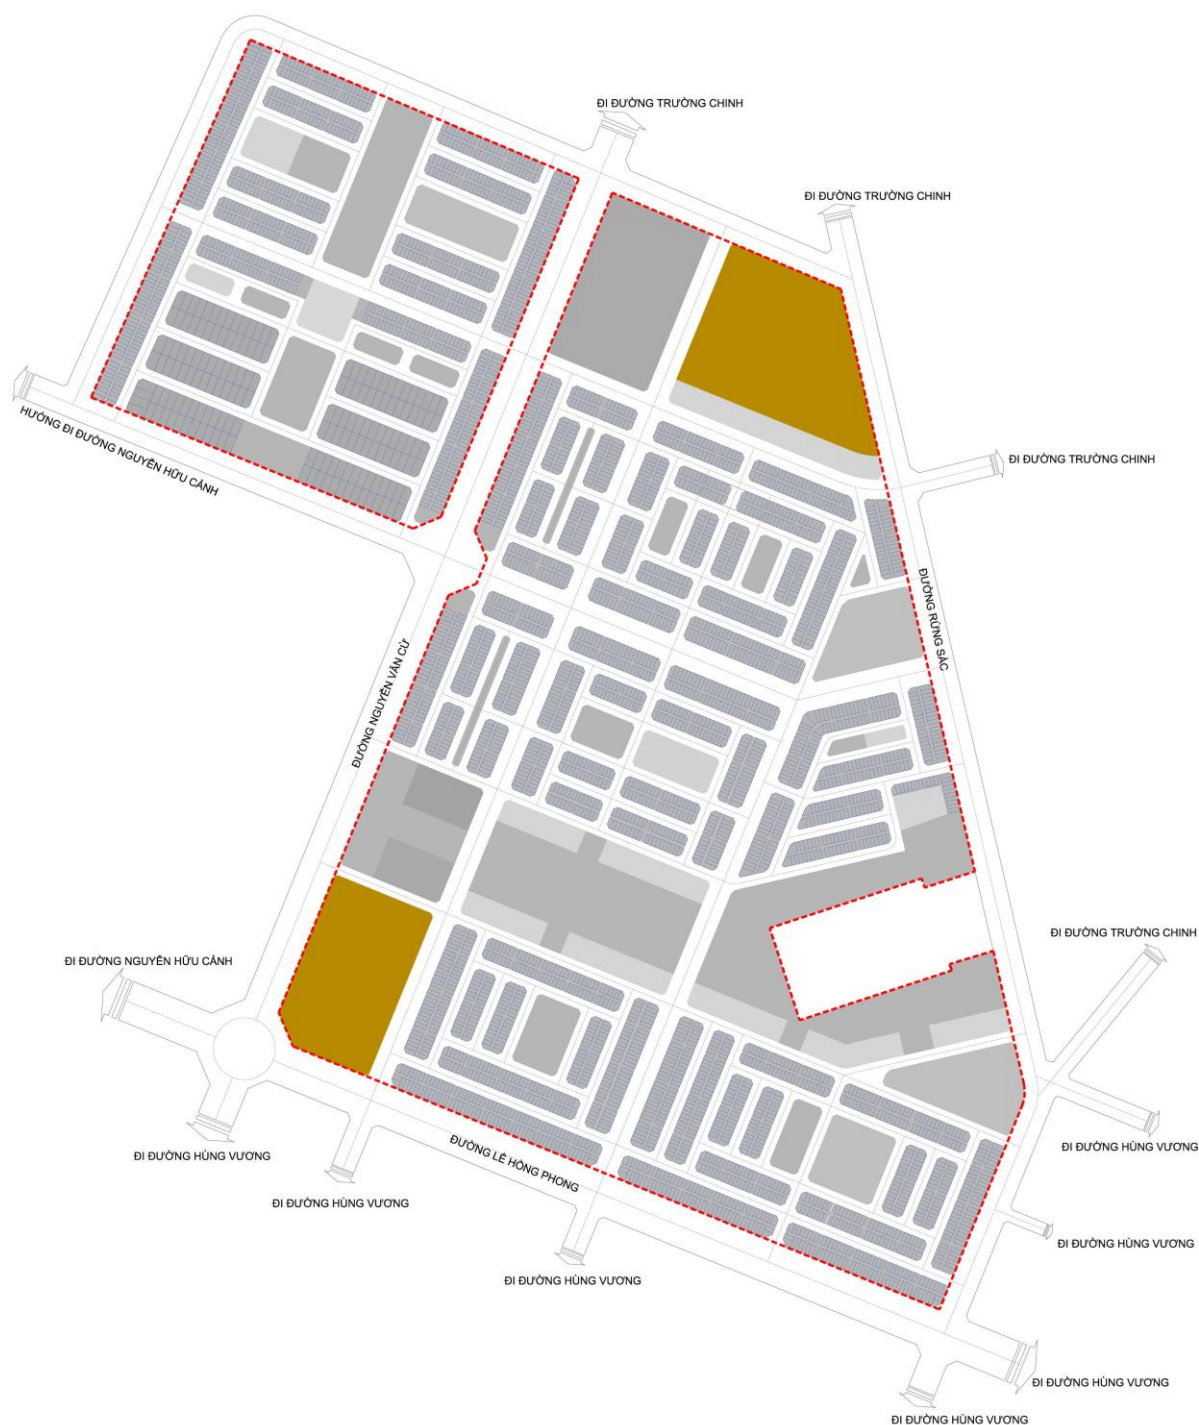 ĐI ĐƯỜNG TRƯỜNG CHINH
ĐI ĐƯỜNG TRƯỜNG CHINH
HƯỚNG ĐI ĐƯỜNG NGUYỄN HỮU CẢNH
ĐI ĐƯỜNG TRƯỜNG CHINH
ĐƯỜNG RỪNG SÁC
ĐƯỜNG NGUYỄN VĂN CỪ
ĐI ĐƯỜNG TRƯỜNG CHINH
ĐI ĐƯỜNG NGUYỄN HỮU CẢNH
ĐI ĐƯỜNG HÙNG VƯƠNG
ĐI ĐƯỜNG HÙNG VƯƠNG
ĐƯỜNG LÊ HỒNG PHONG
ĐI ĐƯỜNG HÙNG VƯƠNG
ĐI ĐƯỜNG HÙNG VƯƠNG
ĐI ĐƯỜNG HÙNG VƯƠNG
ĐI ĐƯỜNG HÙNG VƯƠNG
ĐI ĐƯỜNG HÙNG VƯƠNG